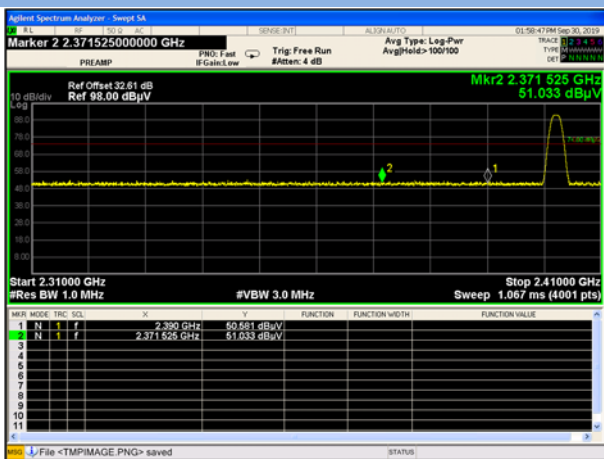 Agilent Spectrum Analyzer - Swept SA
RL RF 50 Ω AC SENSE:INT ALIGN AUTO 01:58:47 PM Sep 30, 2019
Marker 2 2.371525000000 GHz
PREAMP
PNO: Fast
IFGain:Low
Trig: Free Run
#Atten: 4 dB
Avg Type: Log-Pwr
Avg|Hold:>100/100
TRACE 1 2 3 4 5 6
TYPE M
DET P N N N N N
Ref Offset 32.61 dB
10 dB/div Ref 98.00 dBµV
Log
Mkr2 2.371 525 GHz
51.033 dBµV
88.0
78.0
68.0
58.0
48.0
38.0
28.0
18.0
8.00
2
1
Start 2.31000 GHz
#Res BW 1.0 MHz
#VBW 3.0 MHz
Stop 2.41000 GHz
Sweep 1.067 ms (4001 pts)
MKR MODE TRC SCL X Y FUNCTION FUNCTION WIDTH FUNCTION VALUE
1 N 1 f 2.390 GHz 50.581 dBµV
2 N 1 f 2.371 525 GHz 51.033 dBµV
3
4
5
6
7
8
9
10
11
MSG File <TMPIMAGE.PNG> saved STATUS